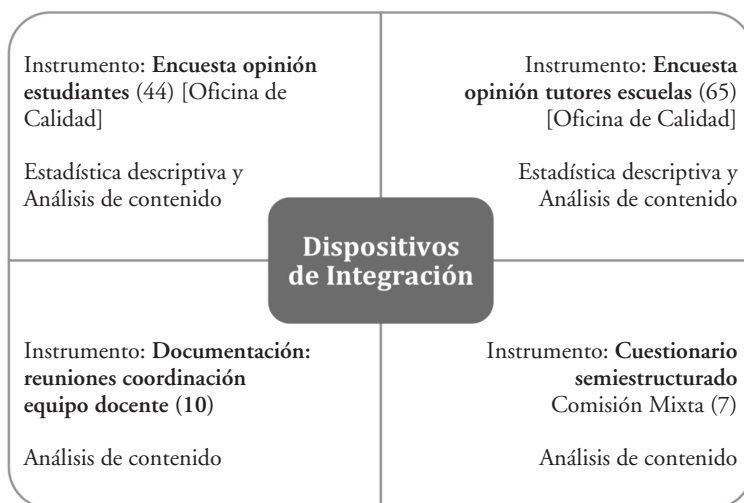 Instrumento: Encuesta opinión
estudiantes (44) [Oficina de
Calidad]
Estadística descriptiva y
Análisis de contenido
Instrumento: Encuesta
opinión tutores escuelas (65)
[Oficina de Calidad]
Estadística descriptiva y
Análisis de contenido
Dispositivos
de Integración
Instrumento: Documentación:
reuniones coordinación
equipo docente (10)
Análisis de contenido
Instrumento: Cuestionario
semiestructurado
Comisión Mixta (7)
Análisis de contenido